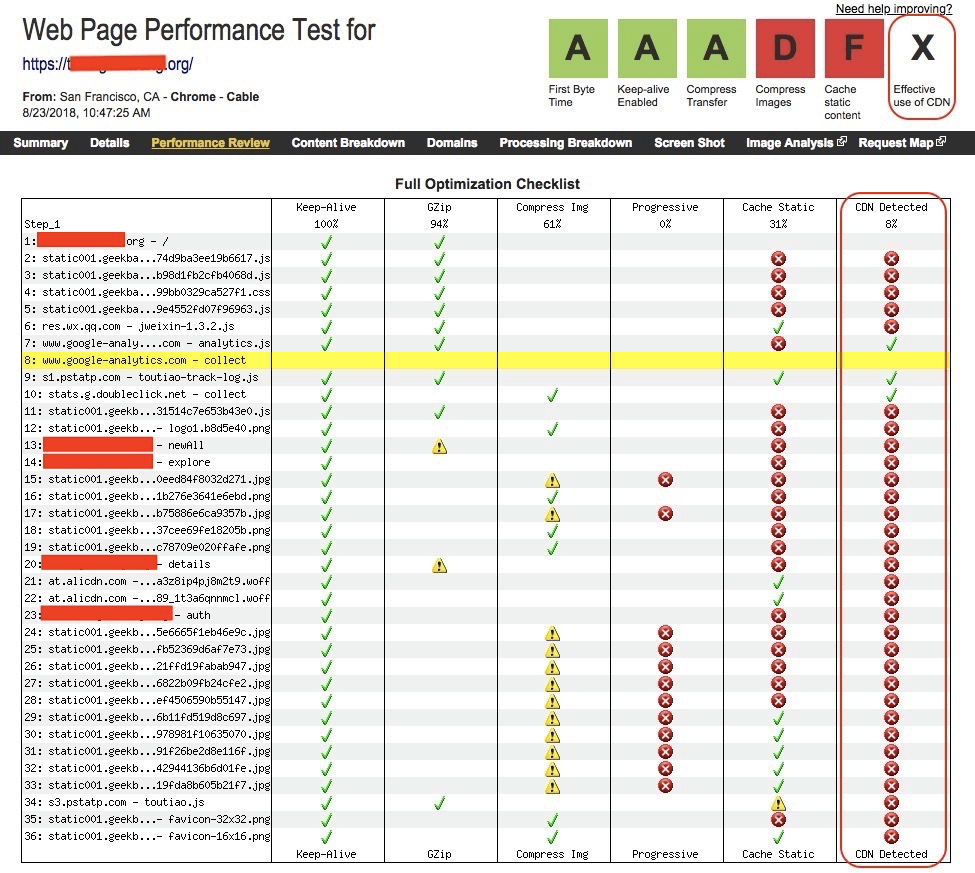 Need help improving?
Web Page Performance Test for
https://t .org/
From: San Francisco, CA - Chrome - Cable
8/23/2018, 10:47:25 AM
A A A D F X
First Byte Time
Keep-alive Enabled
Compress Transfer
Compress Images
Cache static content
Effective use of CDN
Summary Details Performance Review Content Breakdown Domains Processing Breakdown Screen Shot Image Analysis Request Map
Full Optimization Checklist
Keep-Alive GZip Compress Img Progressive Cache Static CDN Detected
Step_1 100% 94% 61% 0% 31% 8%
1: org - /
2: static001.geekba...74d9ba3ee19b6617.js
3: static001.geekba...b98d1fb2cfb4068d.js
4: static001.geekba...99bb0329ca527f1.css
5: static001.geekba...9e4552fd07f96963.js
6: res.wx.qq.com - jweixin-1.3.2.js
7: www.google-analy....com - analytics.js
8: www.google-analytics.com - collect
9: s1.pstatp.com - toutiao-track-log.js
10: stats.g.doubleclick.net - collect
11: static001.geekb...31514c7e653b43e0.js
12: static001.geekb...- logo1.b8d5e40.png
13: - newAll
14: - explore
15: static001.geekb...0eed84f8032d271.jpg
16: static001.geekb...1b276e3641e6ebd.png
17: static001.geekb...b75886e6ca9357b.jpg
18: static001.geekb...37cee69fe18205b.png
19: static001.geekb...c78709e020ffafe.png
20: - details
21: at.alicdn.com -...a3z8ip4pj8m2t9.woff
22: at.alicdn.com -...89_1t3a6qnnmcl.woff
23: - auth
24: static001.geekb...5e6665f1eb46e9c.jpg
25: static001.geekb...fb52369d6af7e73.jpg
26: static001.geekb...21ffd19fabab947.jpg
27: static001.geekb...6822b09fb24cfe2.jpg
28: static001.geekb...ef4506590b55147.jpg
29: static001.geekb...6b11fd519d8c697.jpg
30: static001.geekb...978981f10635070.jpg
31: static001.geekb...91f26be2d8e116f.jpg
32: static001.geekb...42944136b6d01fe.jpg
33: static001.geekb...19fda8b605b21f7.jpg
34: s3.pstatp.com - toutiao.js
35: static001.geekb...- favicon-32x32.png
36: static001.geekb...- favicon-16x16.png
Keep-Alive GZip Compress Img Progressive Cache Static CDN Detected